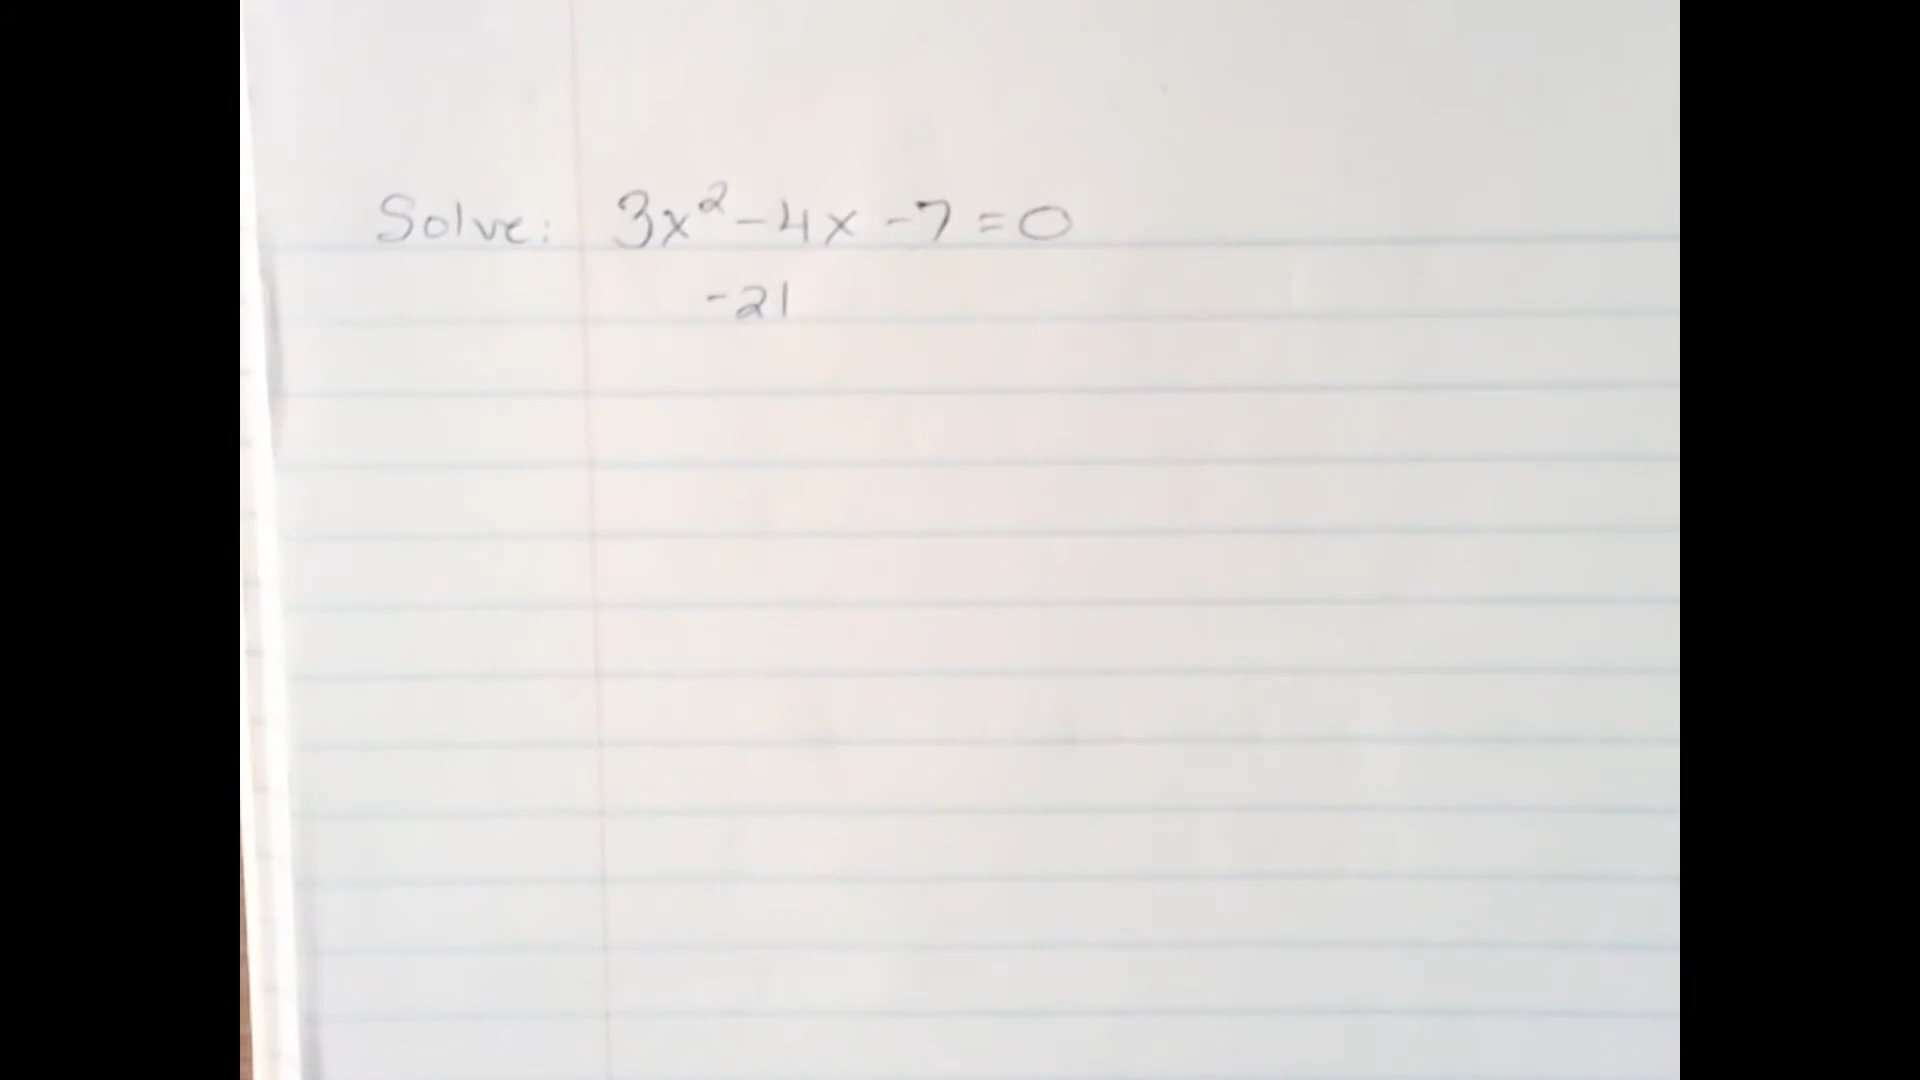 Solve: 3x² - 4x - 7 = 0
-21